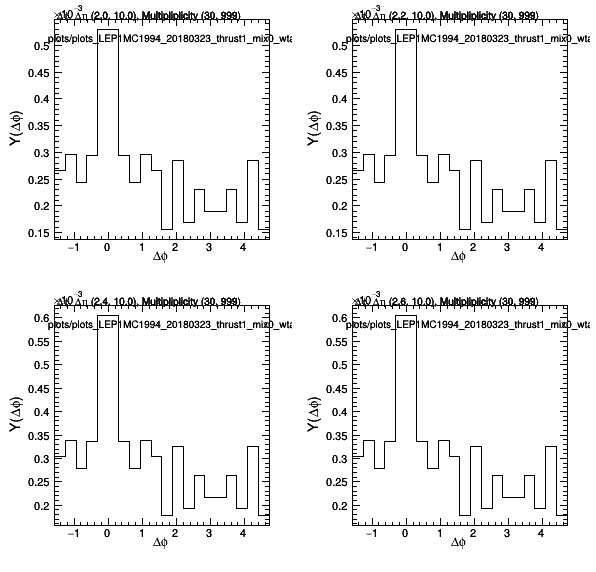 ×10⁻³ Δη (2,0, 10.0), Multipliplicity (30, 999)
plots/plots_LEP1MC1994_20180323_thrust1_mix0_wta
Y(Δϕ)
0.5
0.45
0.4
0.35
0.3
0.25
0.2
0.15
−1 0 1 2 3 4
Δϕ
×10⁻³ Δη (2,2, 10.0), Multipliplicity (30, 999)
plots/plots_LEP1MC1994_20180323_thrust1_mix0_wta
Y(Δϕ)
0.5
0.45
0.4
0.35
0.3
0.25
0.2
0.15
−1 0 1 2 3 4
Δϕ
×10⁻³ Δη (2,4, 10.0), Multipliplicity (30, 999)
plots/plots_LEP1MC1994_20180323_thrust1_mix0_wta
Y(Δϕ)
0.6
0.55
0.5
0.45
0.4
0.35
0.3
0.25
0.2
−1 0 1 2 3 4
Δϕ
×10⁻³ Δη (2,6, 10.0), Multipliplicity (30, 999)
plots/plots_LEP1MC1994_20180323_thrust1_mix0_wta
Y(Δϕ)
0.6
0.55
0.5
0.45
0.4
0.35
0.3
0.25
0.2
−1 0 1 2 3 4
Δϕ